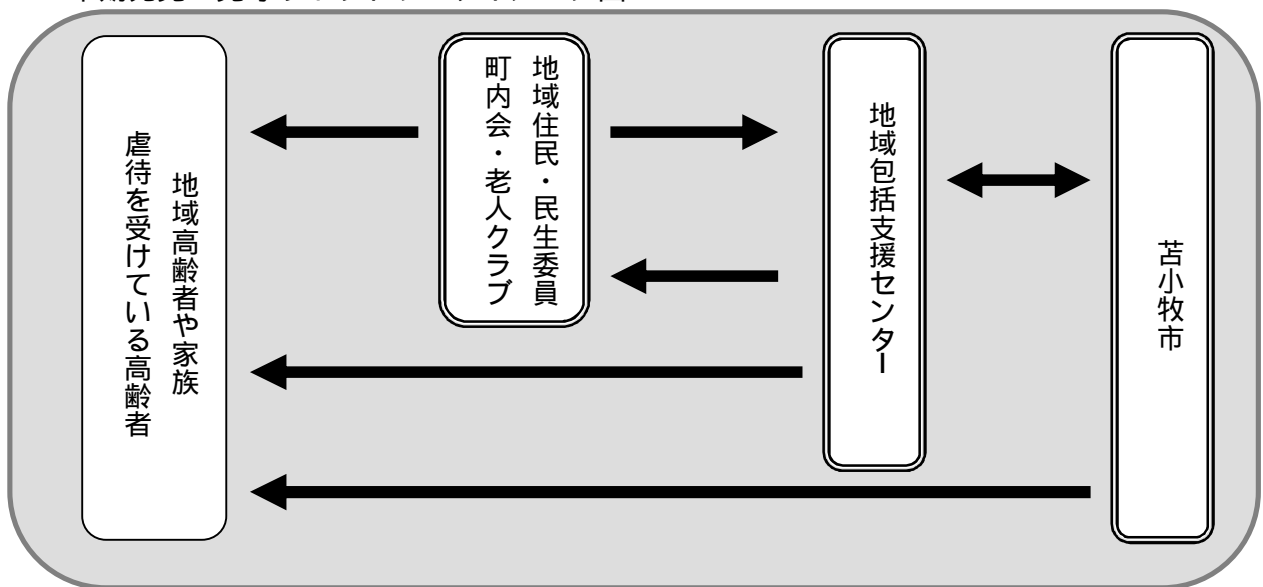 地域高齢者や家族
虐待を受けている高齢者
地域住民・民生委員
町内会・老人クラブ
地域包括支援センター
苫小牧市